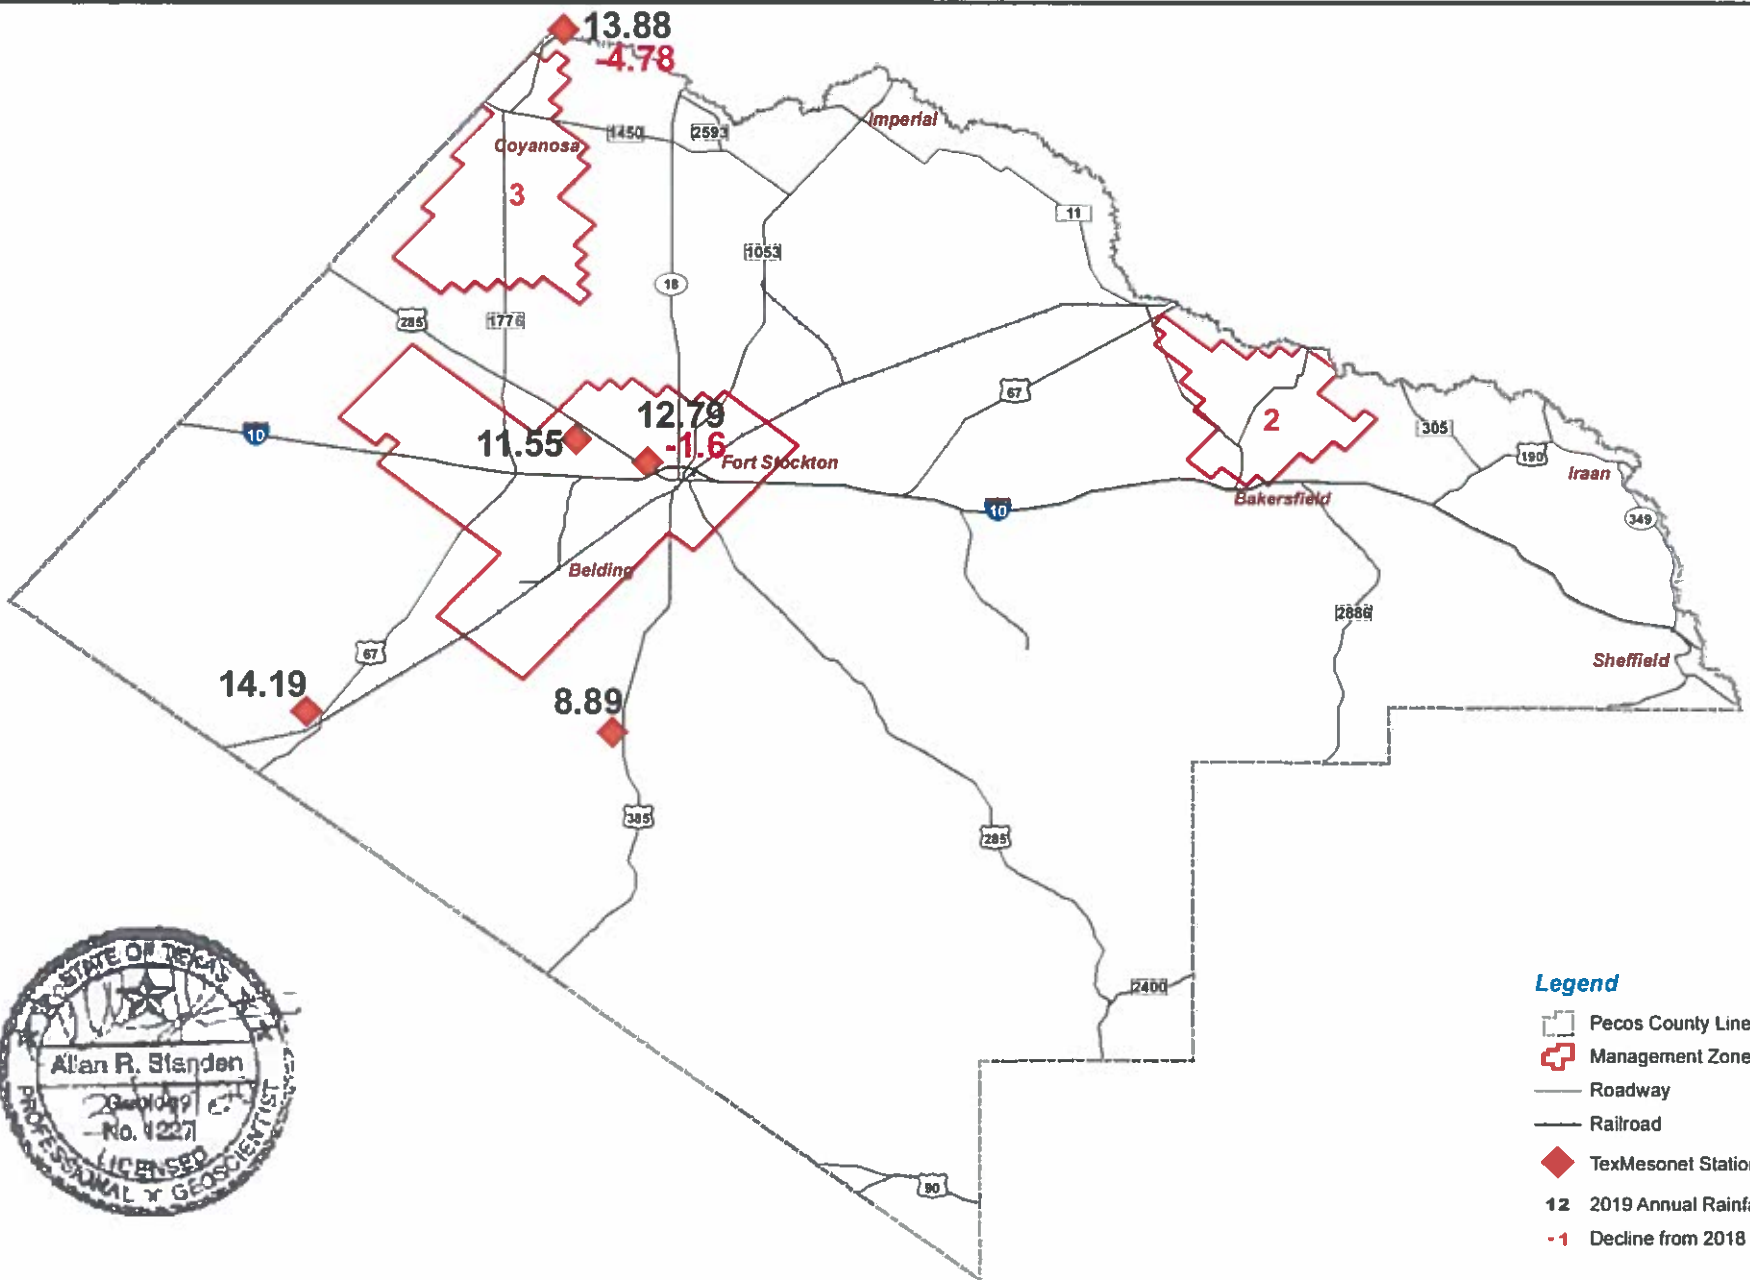 13.88
-4.78
Imperial
1450
2593
Coyanosa
3
11
1053
18
285
1776
67
12.79
11.55
-1.6
10
Fort Stockton
2
305
190
Iraan
Bakersfield
10
349
Belding
2886
67
Sheffield
14.19
8.89
385
285
2400
90
STATE OF TEXAS
Allan R. Standen
Geology
No. 1227
LICENSED
PROFESSIONAL GEOSCIENTIST
Legend
Pecos County Line
Management Zone
Roadway
Railroad
TexMesonet Station
12 2019 Annual Rainfa
-1 Decline from 2018